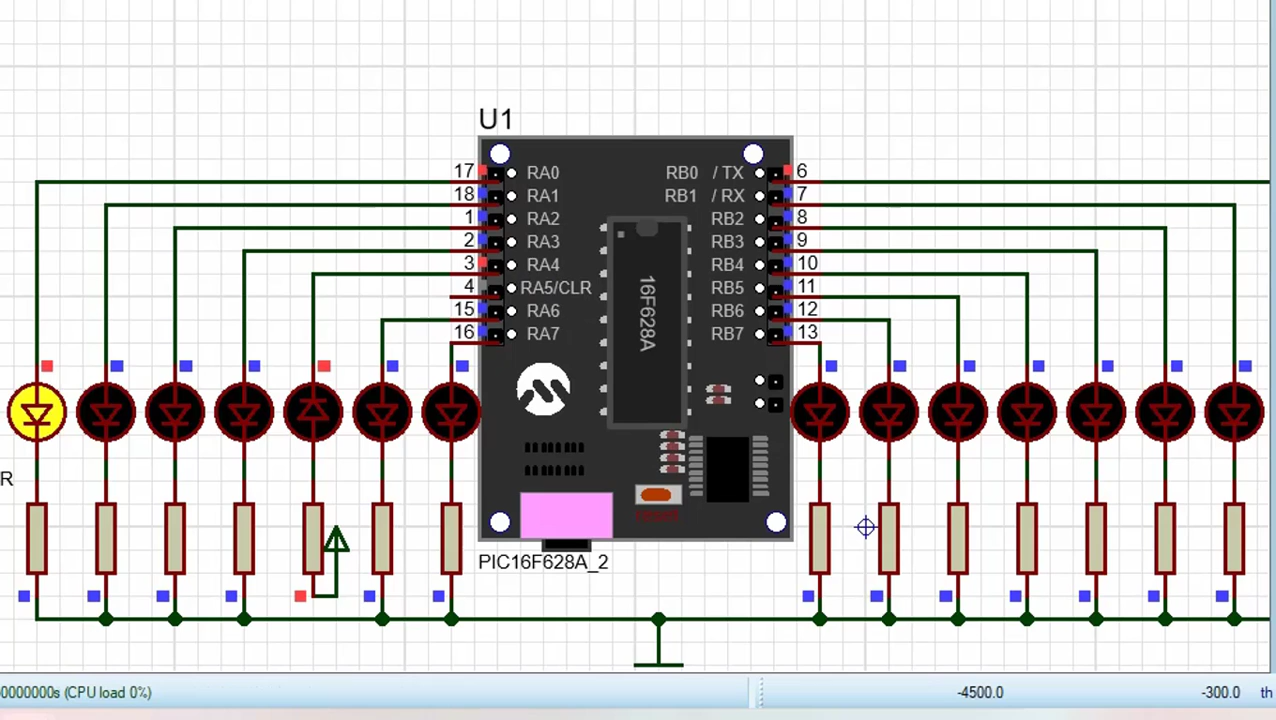 U1
17 RA0 RB0 / TX 6
18 RA1 RB1 / RX 7
1 RA2 RB2 8
2 RA3 RB3 9
3 RA4 RB4 10
4 RA5/CLR RB5 11
15 RA6 RB6 12
16 RA7 RB7 13
16F628A
R
PIC16F628A_2
0000000s (CPU load 0%) -4500.0 -300.0 th